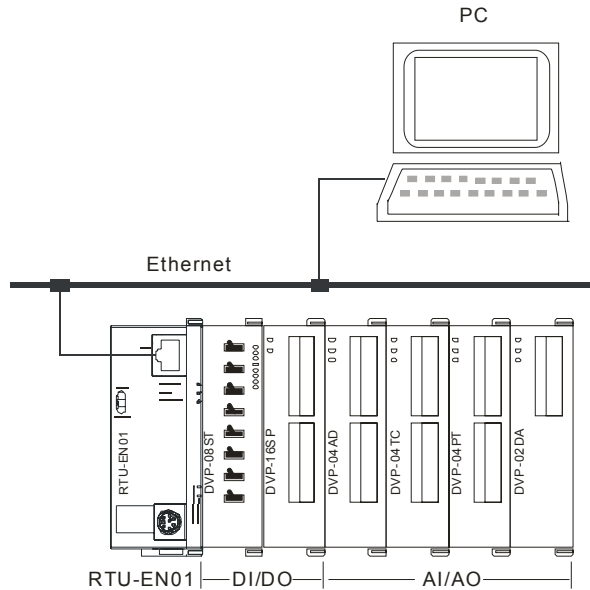 PC
Ethernet
RTU-EN01
DVP-08ST
DVP-16SP
DVP-04AD
DVP-04TC
DVP-04PT
DVP-02DA
RTU-EN01
DI/DO
AI/AO